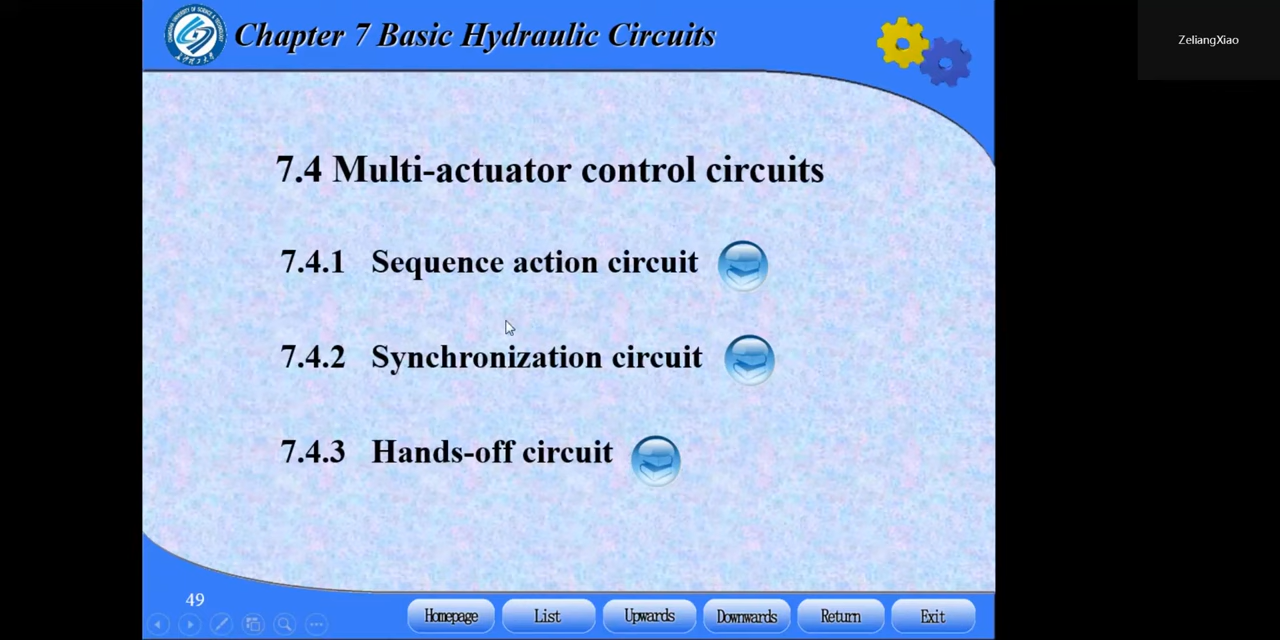 Chapter 7 Basic Hydraulic Circuits
ZeliangXiao
7.4 Multi-actuator control circuits
7.4.1 Sequence action circuit
7.4.2 Synchronization circuit
7.4.3 Hands-off circuit
49
Homepage List Upwards Downwards Return Exit